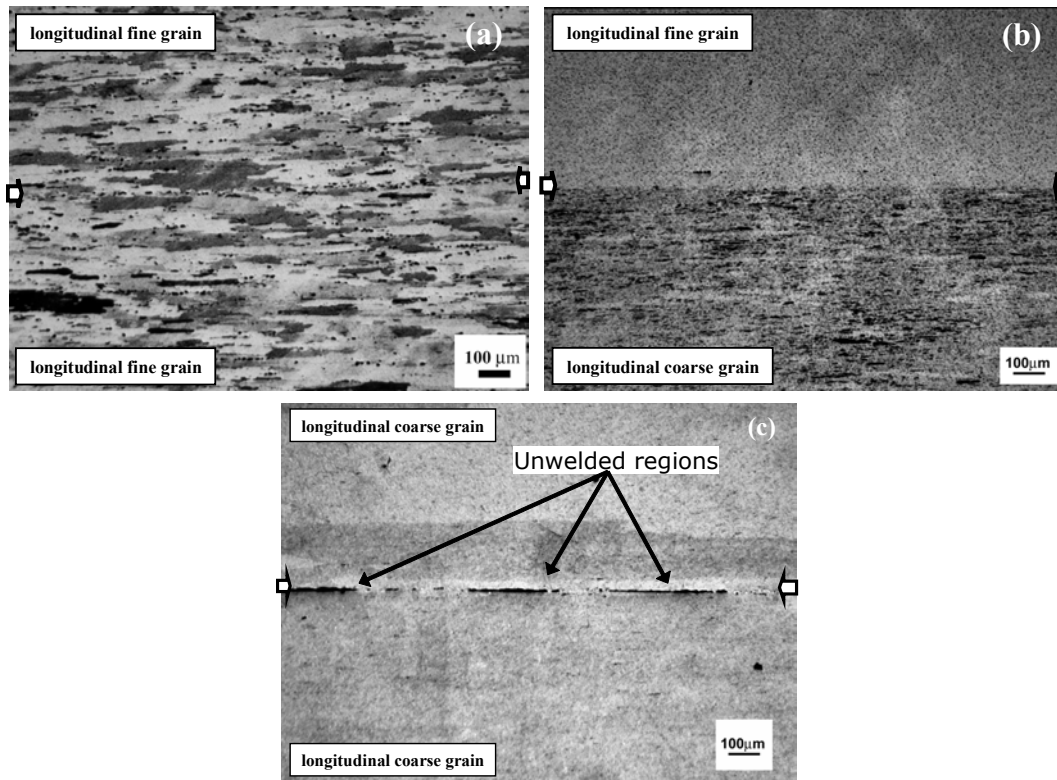 longitudinal fine grain
(a)
100 µm
longitudinal fine grain
longitudinal fine grain
(b)
longitudinal coarse grain
100µm
longitudinal coarse grain
(c)
Unwelded regions
100µm
longitudinal coarse grain